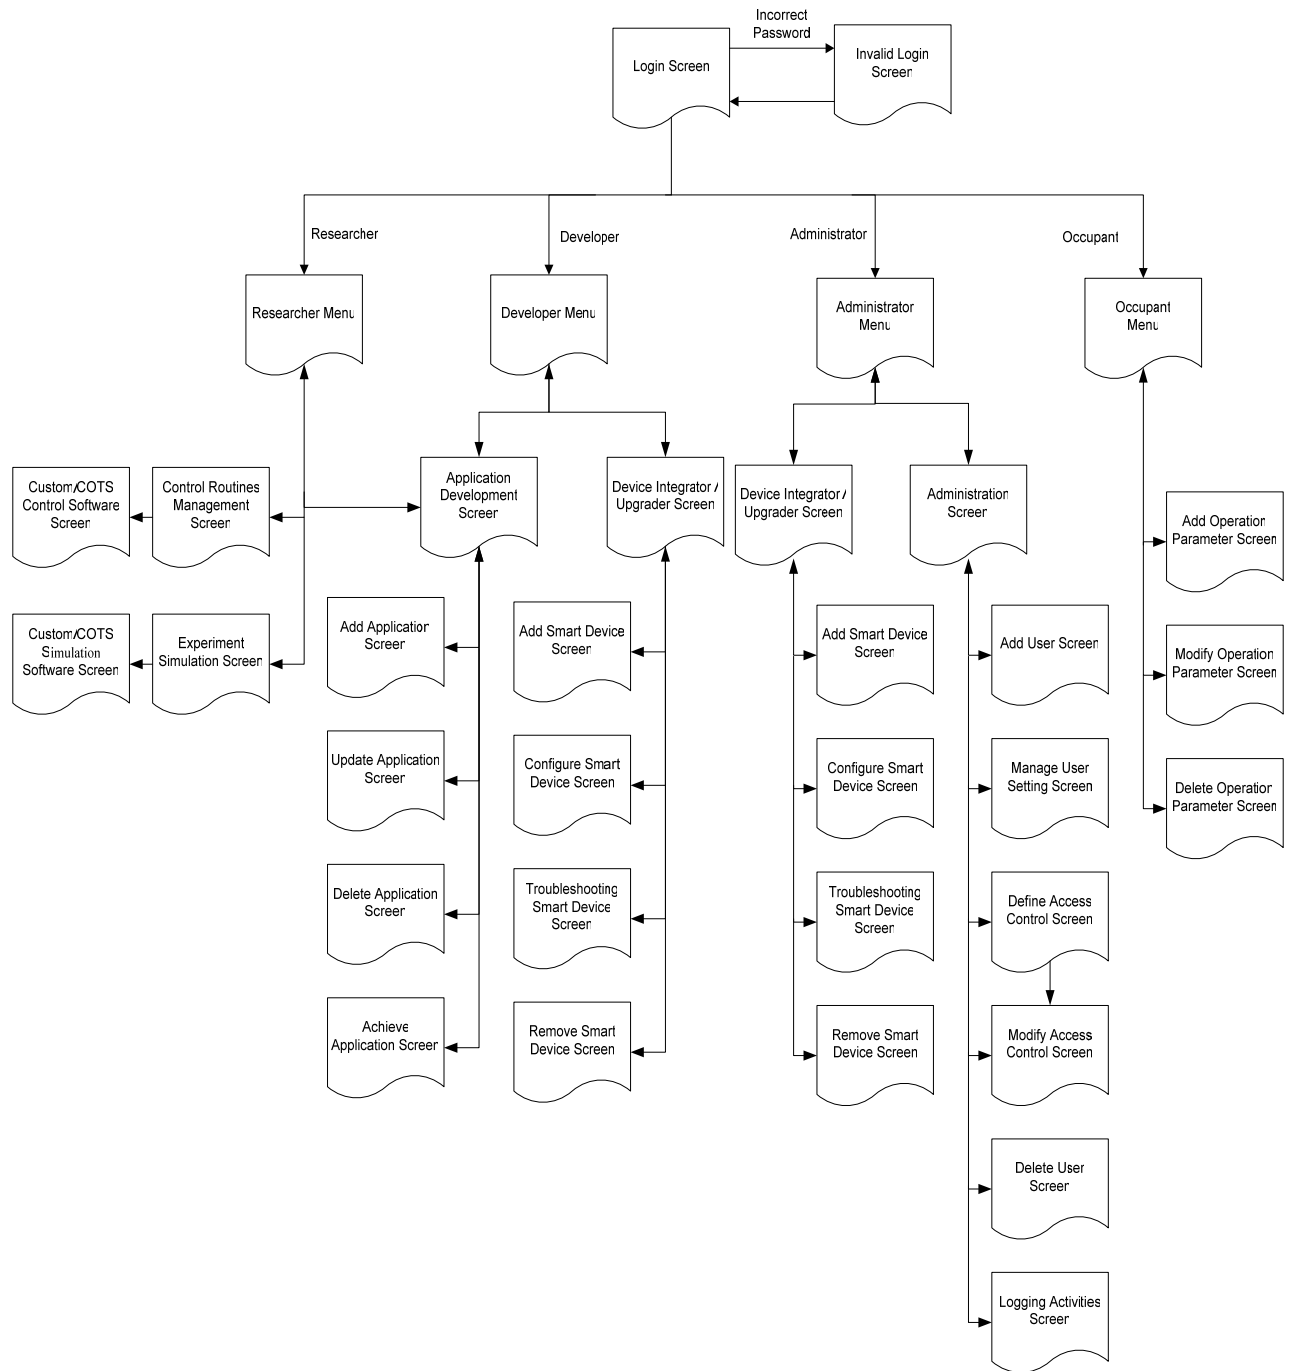 Incorrect
Password
Login Screen
Invalid Login
Screen
Researcher
Developer
Administrator
Occupant
Researcher Menu
Developer Menu
Administrator
Menu
Occupant
Menu
Custom/COTS
Control Software
Screen
Control Routines
Management
Screen
Application
Development
Screen
Device Integrator /
Upgrader Screen
Device Integrator /
Upgrader Screen
Administration
Screen
Add Operation
Parameter Screen
Custom/COTS
Simulation
Software Screen
Experiment
Simulation Screen
Add Application
Screen
Add Smart Device
Screen
Add Smart Device
Screen
Add User Screen
Modify Operation
Parameter Screen
Update Application
Screen
Configure Smart
Device Screen
Configure Smart
Device Screen
Manage User
Setting Screen
Delete Operation
Parameter Screen
Delete Application
Screen
Troubleshooting
Smart Device
Screen
Troubleshooting
Smart Device
Screen
Define Access
Control Screen
Achieve
Application Screen
Remove Smart
Device Screen
Remove Smart
Device Screen
Modify Access
Control Screen
Delete User
Screen
Logging Activities
Screen